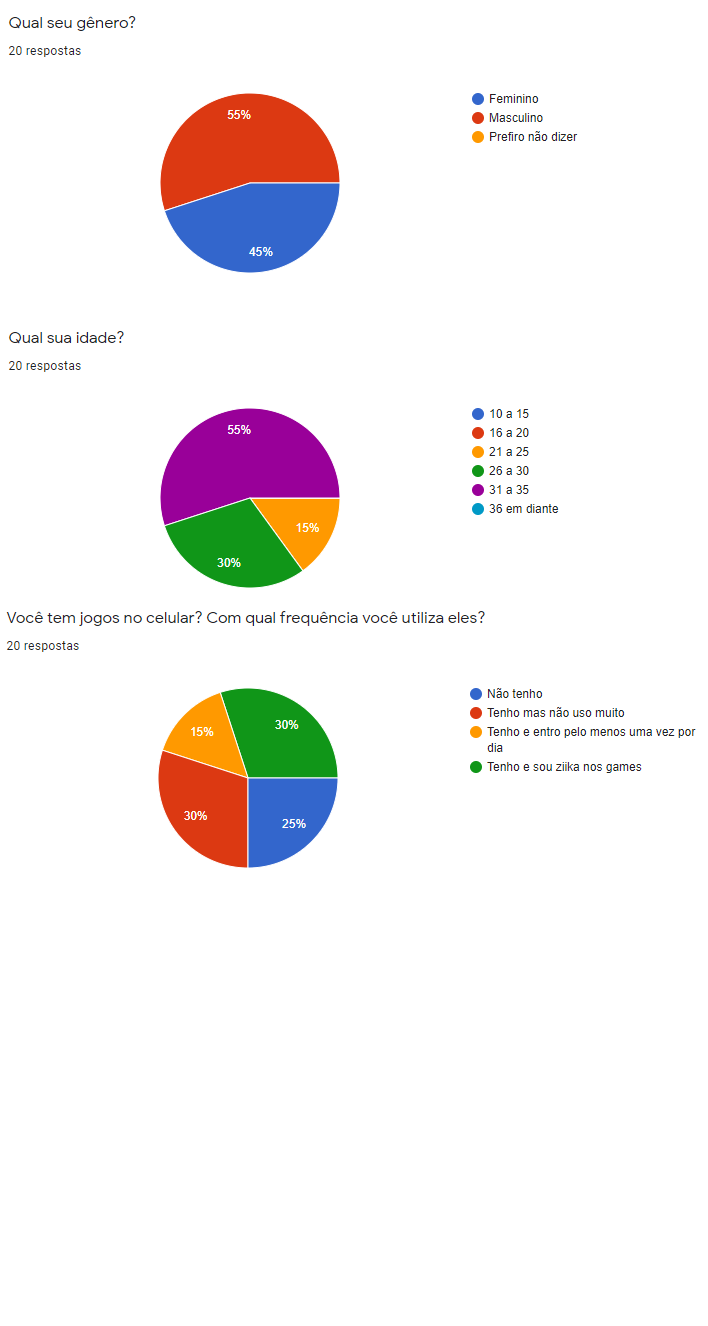 Qual seu gênero?
20 respostas
55%
45%
Feminino
Masculino
Prefiro não dizer
Qual sua idade?
20 respostas
55%
15%
30%
10 a 15
16 a 20
21 a 25
26 a 30
31 a 35
36 em diante
Você tem jogos no celular? Com qual frequência você utiliza eles?
20 respostas
30%
15%
30%
25%
Não tenho
Tenho mas não uso muito
Tenho e entro pelo menos uma vez por
dia
Tenho e sou ziika nos games